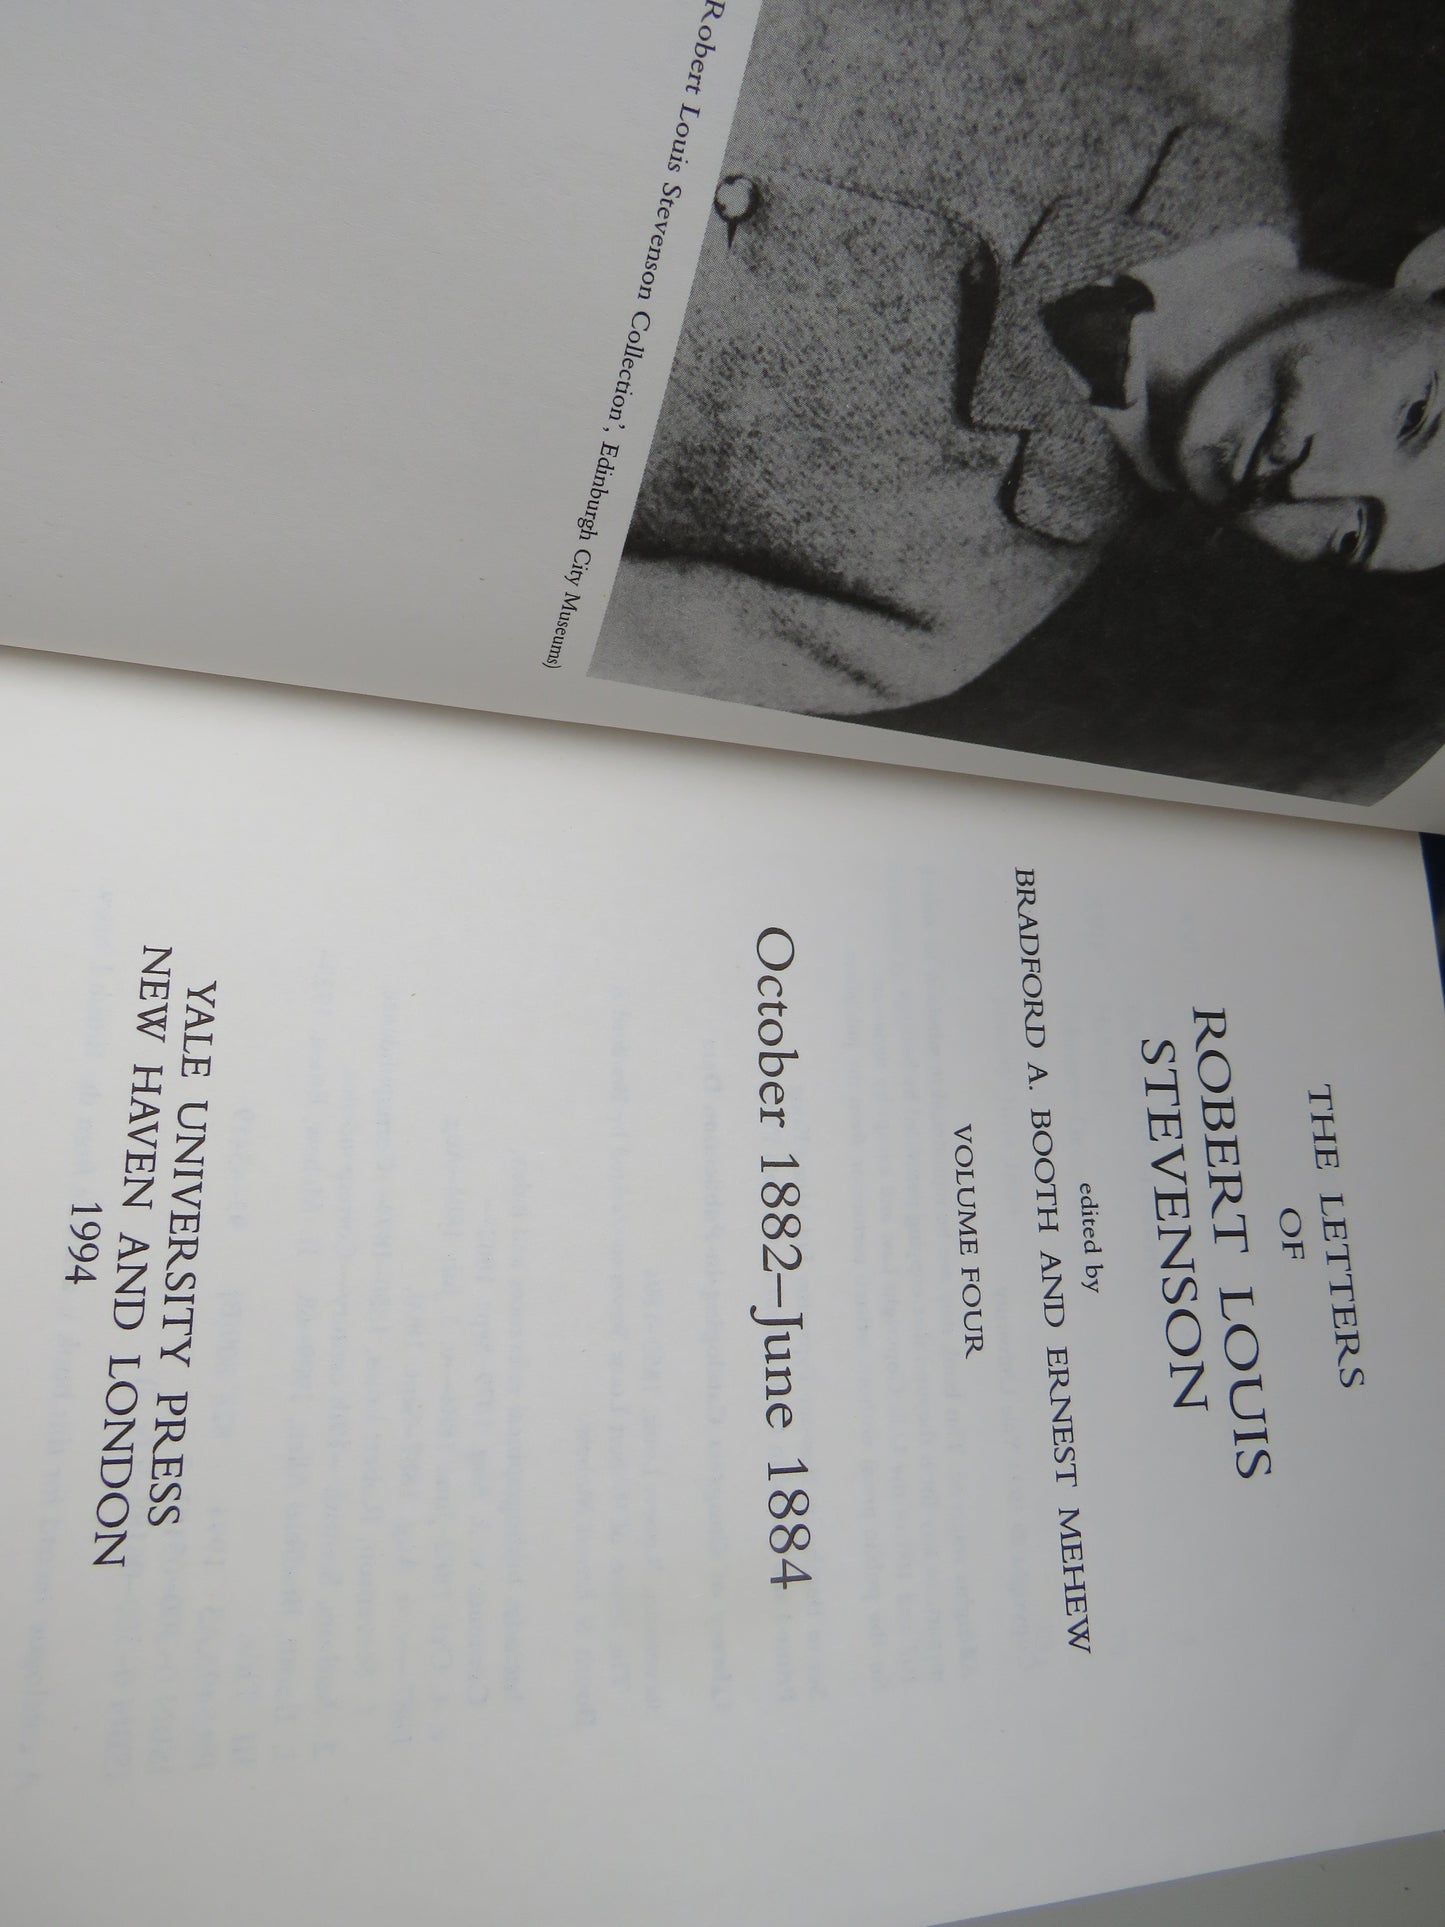 Robert Louis Stevenson Collection', Edinburgh City Museums)
THE LETTERS
OF
ROBERT LOUIS
STEVENSON
edited by
BRADFORD A. BOOTH AND ERNEST MEHEW
VOLUME FOUR
October 1882–June 1884
YALE UNIVERSITY PRESS
NEW HAVEN AND LONDON
1994